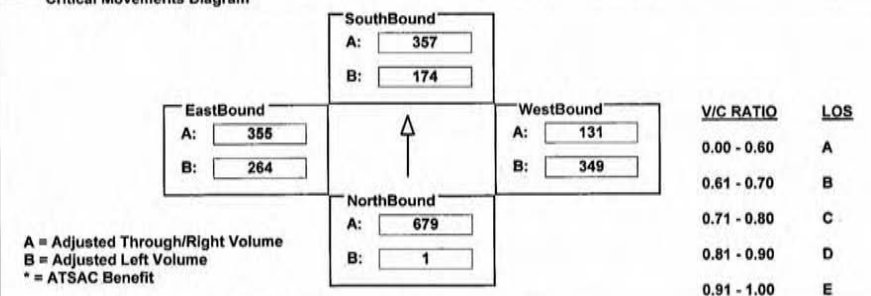 Critical Movements Diagram
SouthBound
A: 357
B: 174
EastBound
A: 355
B: 264
WestBound
A: 131
B: 349
NorthBound
A: 679
B: 1
A = Adjusted Through/Right Volume
B = Adjusted Left Volume
* = ATSAC Benefit
V/C RATIO LOS
0.00 - 0.60 A
0.61 - 0.70 B
0.71 - 0.80 C
0.81 - 0.90 D
0.91 - 1.00 E